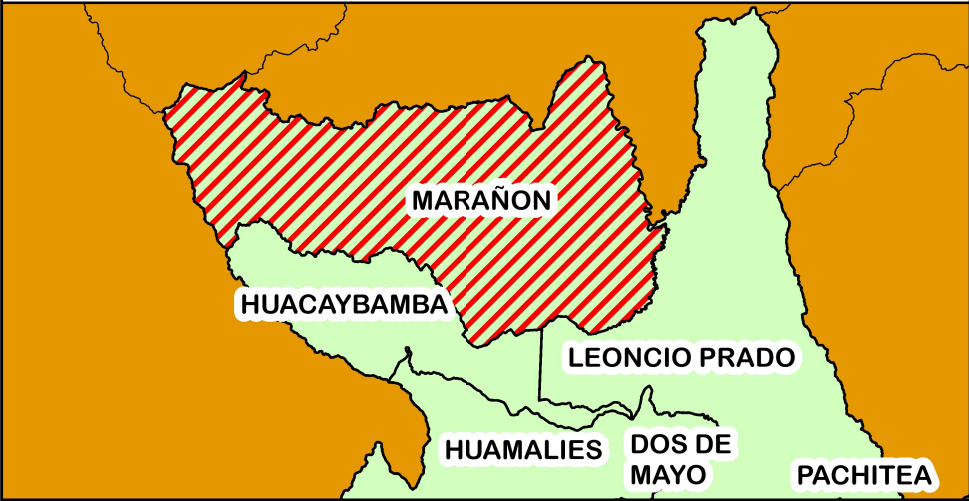 MARAÑON
HUACAYBAMBA
LEONCIO PRADO
HUAMALIES
DOS DE
MAYO
PACHITEA